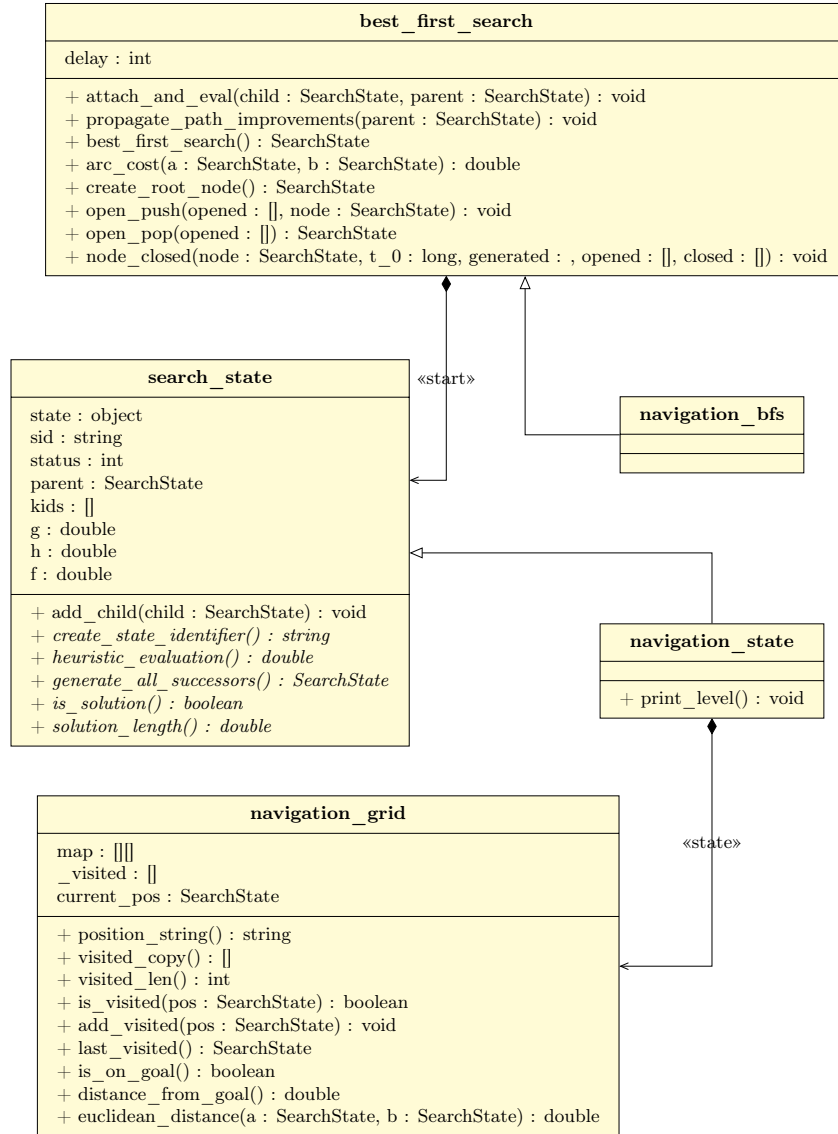 best_first_search
delay : int
+ attach_and_eval(child : SearchState, parent : SearchState) : void
+ propagate_path_improvements(parent : SearchState) : void
+ best_first_search() : SearchState
+ arc_cost(a : SearchState, b : SearchState) : double
+ create_root_node() : SearchState
+ open_push(opened : [], node : SearchState) : void
+ open_pop(opened : []) : SearchState
+ node_closed(node : SearchState, t_0 : long, generated : , opened : [], closed : []) : void
«start»
search_state
state : object
sid : string
status : int
parent : SearchState
kids : []
g : double
h : double
f : double
+ add_child(child : SearchState) : void
+ create_state_identifier() : string
+ heuristic_evaluation() : double
+ generate_all_successors() : SearchState
+ is_solution() : boolean
+ solution_length() : double
navigation_bfs
navigation_state
+ print_level() : void
«state»
navigation_grid
map : [][]
_visited : []
current_pos : SearchState
+ position_string() : string
+ visited_copy() : []
+ visited_len() : int
+ is_visited(pos : SearchState) : boolean
+ add_visited(pos : SearchState) : void
+ last_visited() : SearchState
+ is_on_goal() : boolean
+ distance_from_goal() : double
+ euclidean_distance(a : SearchState, b : SearchState) : double